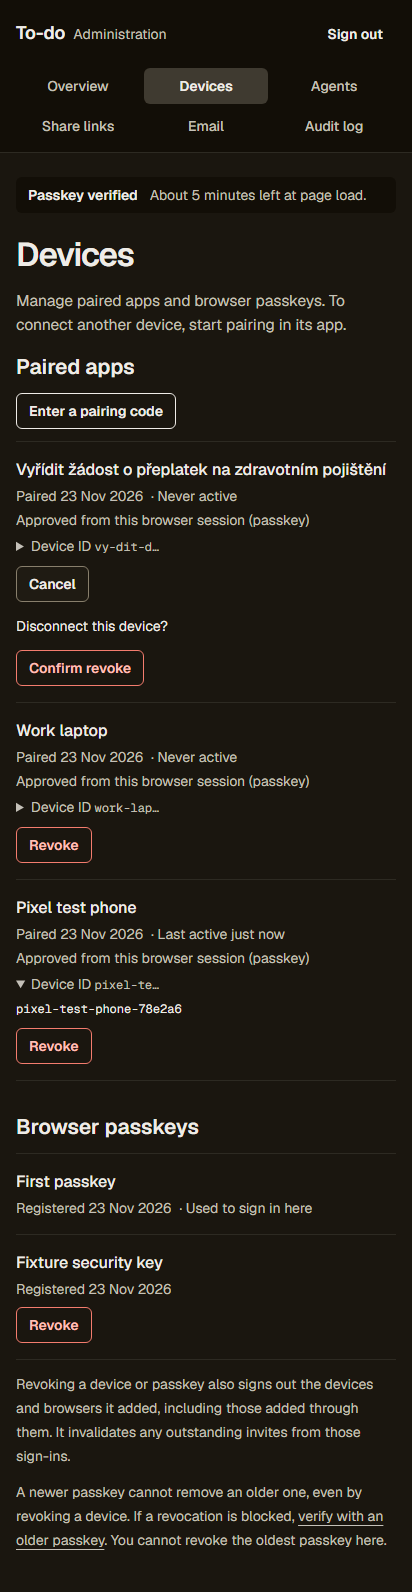 To-do Administration
Sign out
Overview
Devices
Agents
Share links
Email
Audit log
Passkey verified About 5 minutes left at page load.
Devices
Manage paired apps and browser passkeys. To
connect another device, start pairing in its app.
Paired apps
Enter a pairing code
Vyřídit žádost o přeplatek na zdravotním pojištění
Paired 23 Nov 2026 · Never active
Approved from this browser session (passkey)
Device ID vy-dit-d…
Cancel
Disconnect this device?
Confirm revoke
Work laptop
Paired 23 Nov 2026 · Never active
Approved from this browser session (passkey)
Device ID work-lap…
Revoke
Pixel test phone
Paired 23 Nov 2026 · Last active just now
Approved from this browser session (passkey)
Device ID pixel-te…
pixel-test-phone-78e2a6
Revoke
Browser passkeys
First passkey
Registered 23 Nov 2026 · Used to sign in here
Fixture security key
Registered 23 Nov 2026
Revoke
Revoking a device or passkey also signs out the devices
and browsers it added, including those added through
them. It invalidates any outstanding invites from those
sign-ins.
A newer passkey cannot remove an older one, even by
revoking a device. If a revocation is blocked, verify with an
older passkey. You cannot revoke the oldest passkey here.